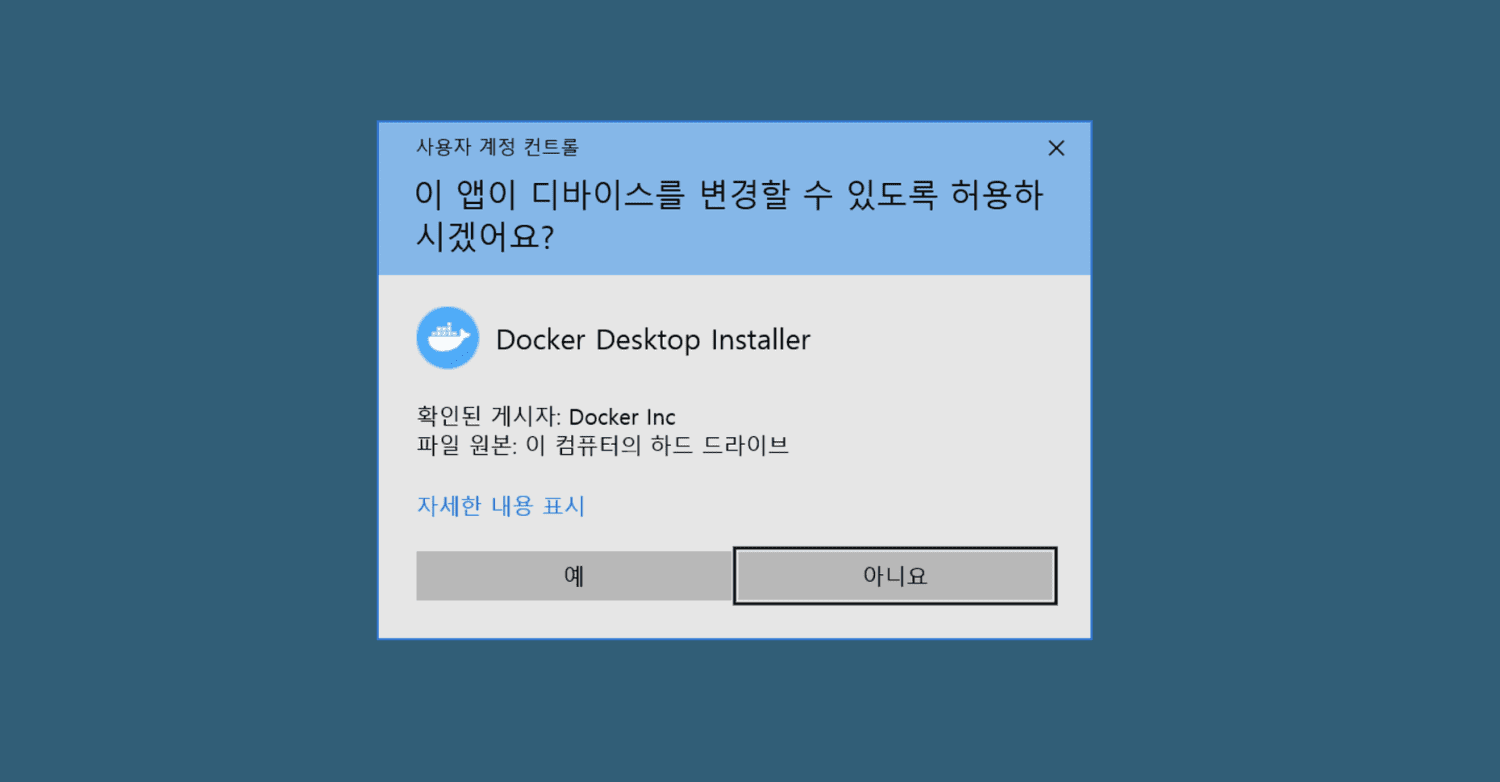 사용자 계정 컨트롤
이 앱이 디바이스를 변경할 수 있도록 허용하
시겠어요?
Docker Desktop Installer
확인된 게시자: Docker Inc
파일 원본: 이 컴퓨터의 하드 드라이브
자세한 내용 표시
예
아니요